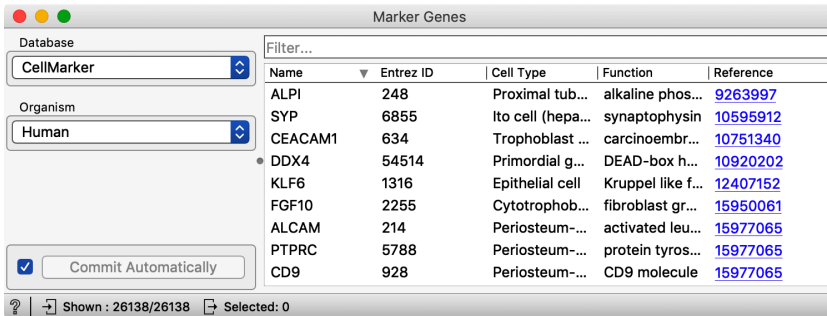 Marker Genes
Database
CellMarker
Organism
Human
Commit Automatically
Filter...
Name Entrez ID Cell Type Function Reference
ALPI 248 Proximal tub... alkaline phos... 9263997
SYP 6855 Ito cell (hepa... synaptophysin 10595912
CEACAM1 634 Trophoblast ... carcinoembr... 10751340
DDX4 54514 Primordial g... DEAD-box h... 10920202
KLF6 1316 Epithelial cell Kruppel like f... 12407152
FGF10 2255 Cytotrophob... fibroblast gr... 15950061
ALCAM 214 Periosteum-... activated leu... 15977065
PTPRC 5788 Periosteum-... protein tyros... 15977065
CD9 928 Periosteum-... CD9 molecule 15977065
? Shown : 26138/26138 Selected: 0